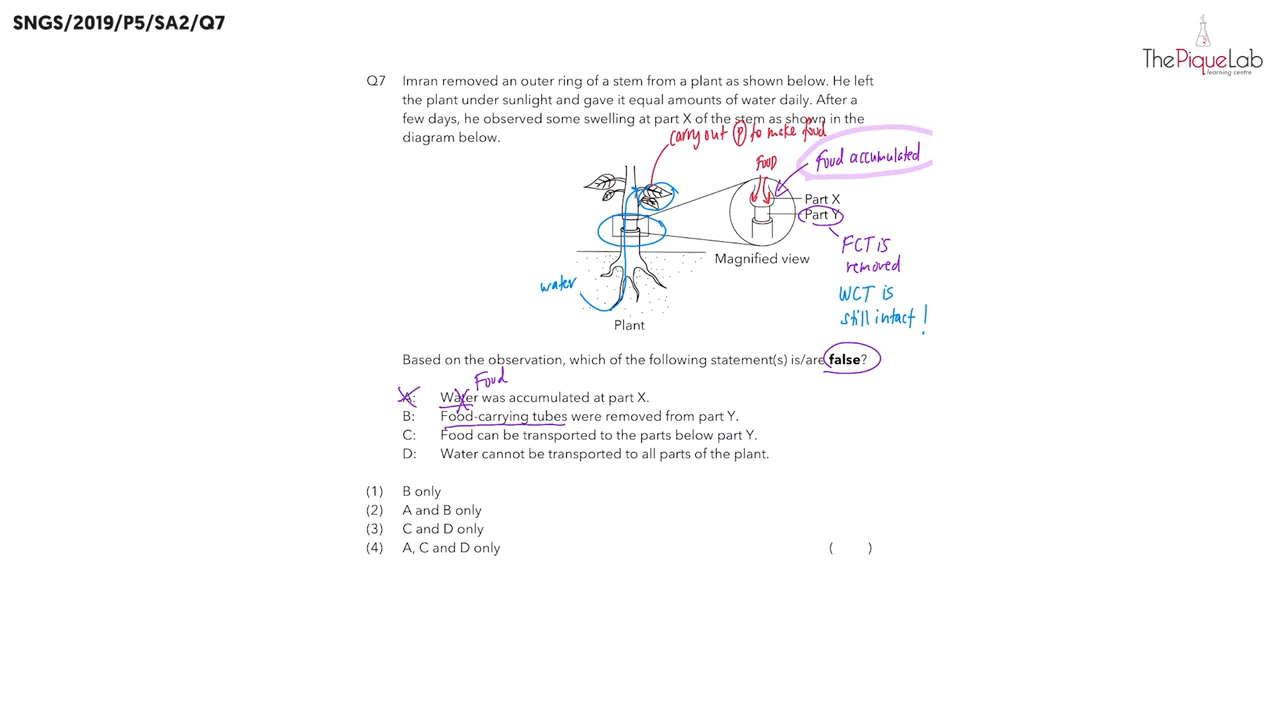 SNGS/2019/P5/SA2/Q7
ThePiqueLab
learning centre
Q7 Imran removed an outer ring of a stem from a plant as shown below. He left
the plant under sunlight and gave it equal amounts of water daily. After a
few days, he observed some swelling at part X of the stem as shown in the
diagram below.
carry out P to make food
FOOD
Food accumulated
Part X
Part Y
FCT is
removed
Magnified view
water
WCT is
still intact!
Plant
Based on the observation, which of the following statement(s) is/are false?
Food
A: Water was accumulated at part X.
B: Food-carrying tubes were removed from part Y.
C: Food can be transported to the parts below part Y.
D: Water cannot be transported to all parts of the plant.
(1) B only
(2) A and B only
(3) C and D only
(4) A, C and D only ( )